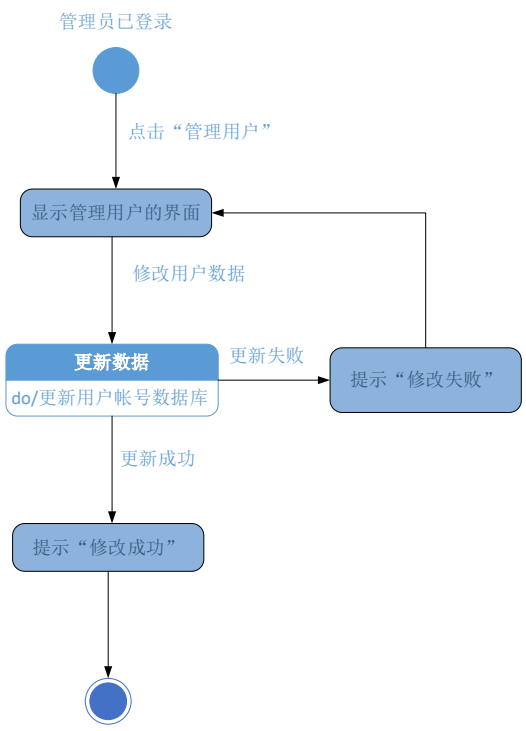 管理员已登录
点击“管理用户”
显示管理用户的界面
修改用户数据
更新数据
更新失败
提示“修改失败”
do/更新用户帐号数据库
更新成功
提示“修改成功”